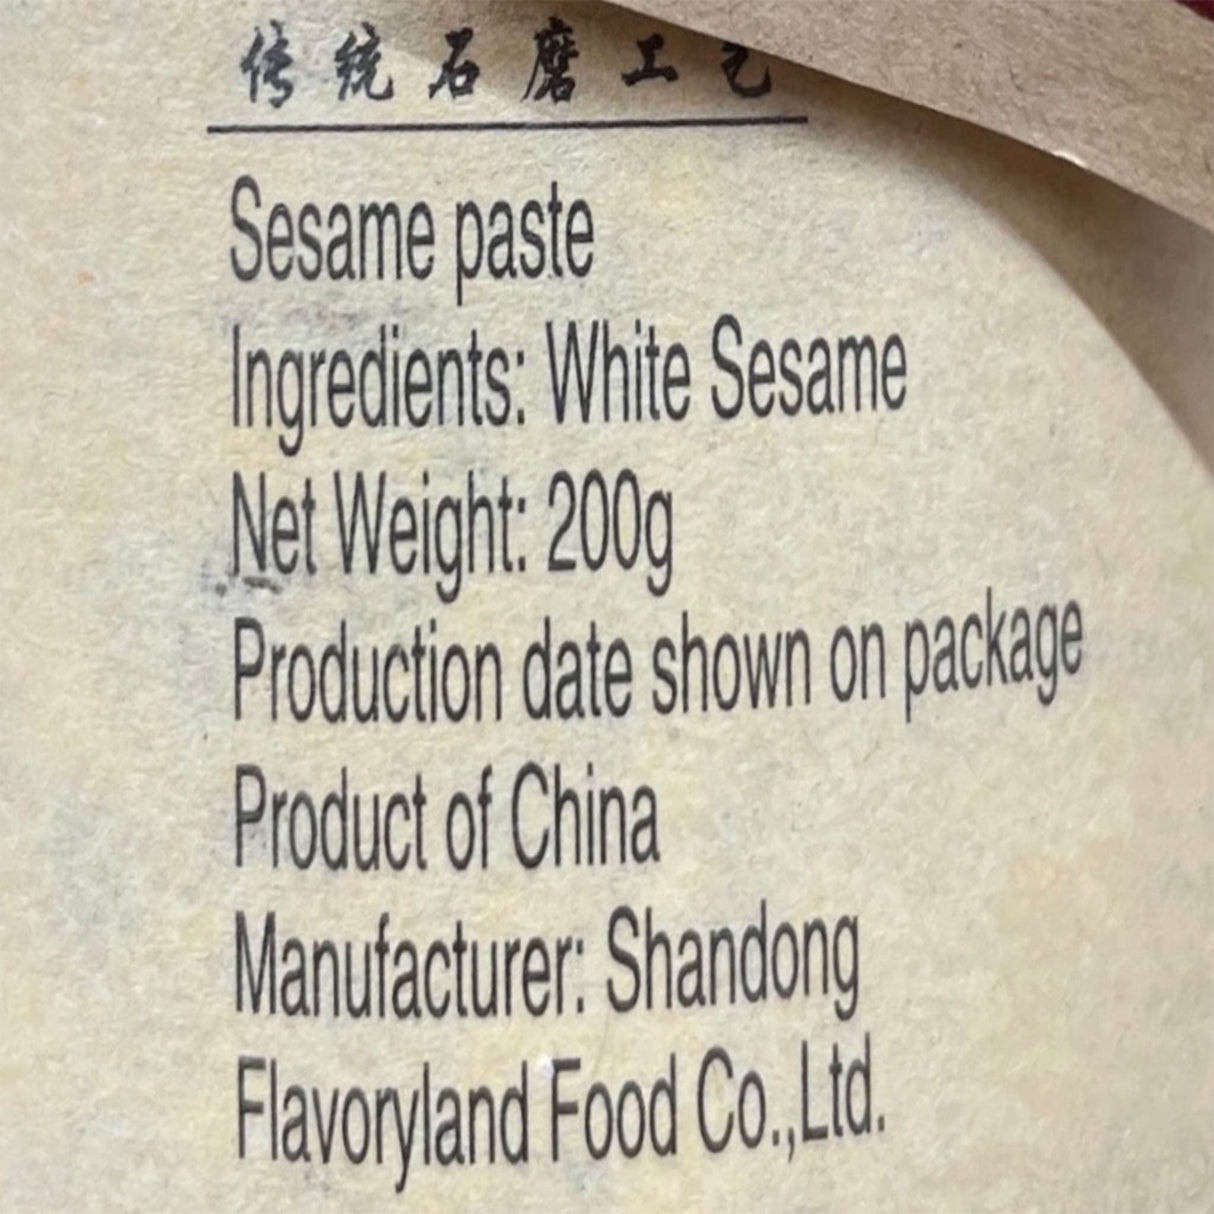 传统石磨工艺
Sesame paste
Ingredients: White Sesame
Net Weight: 200g
Production date shown on package
Product of China
Manufacturer: Shandong
Flavoryland Food Co.,Ltd.